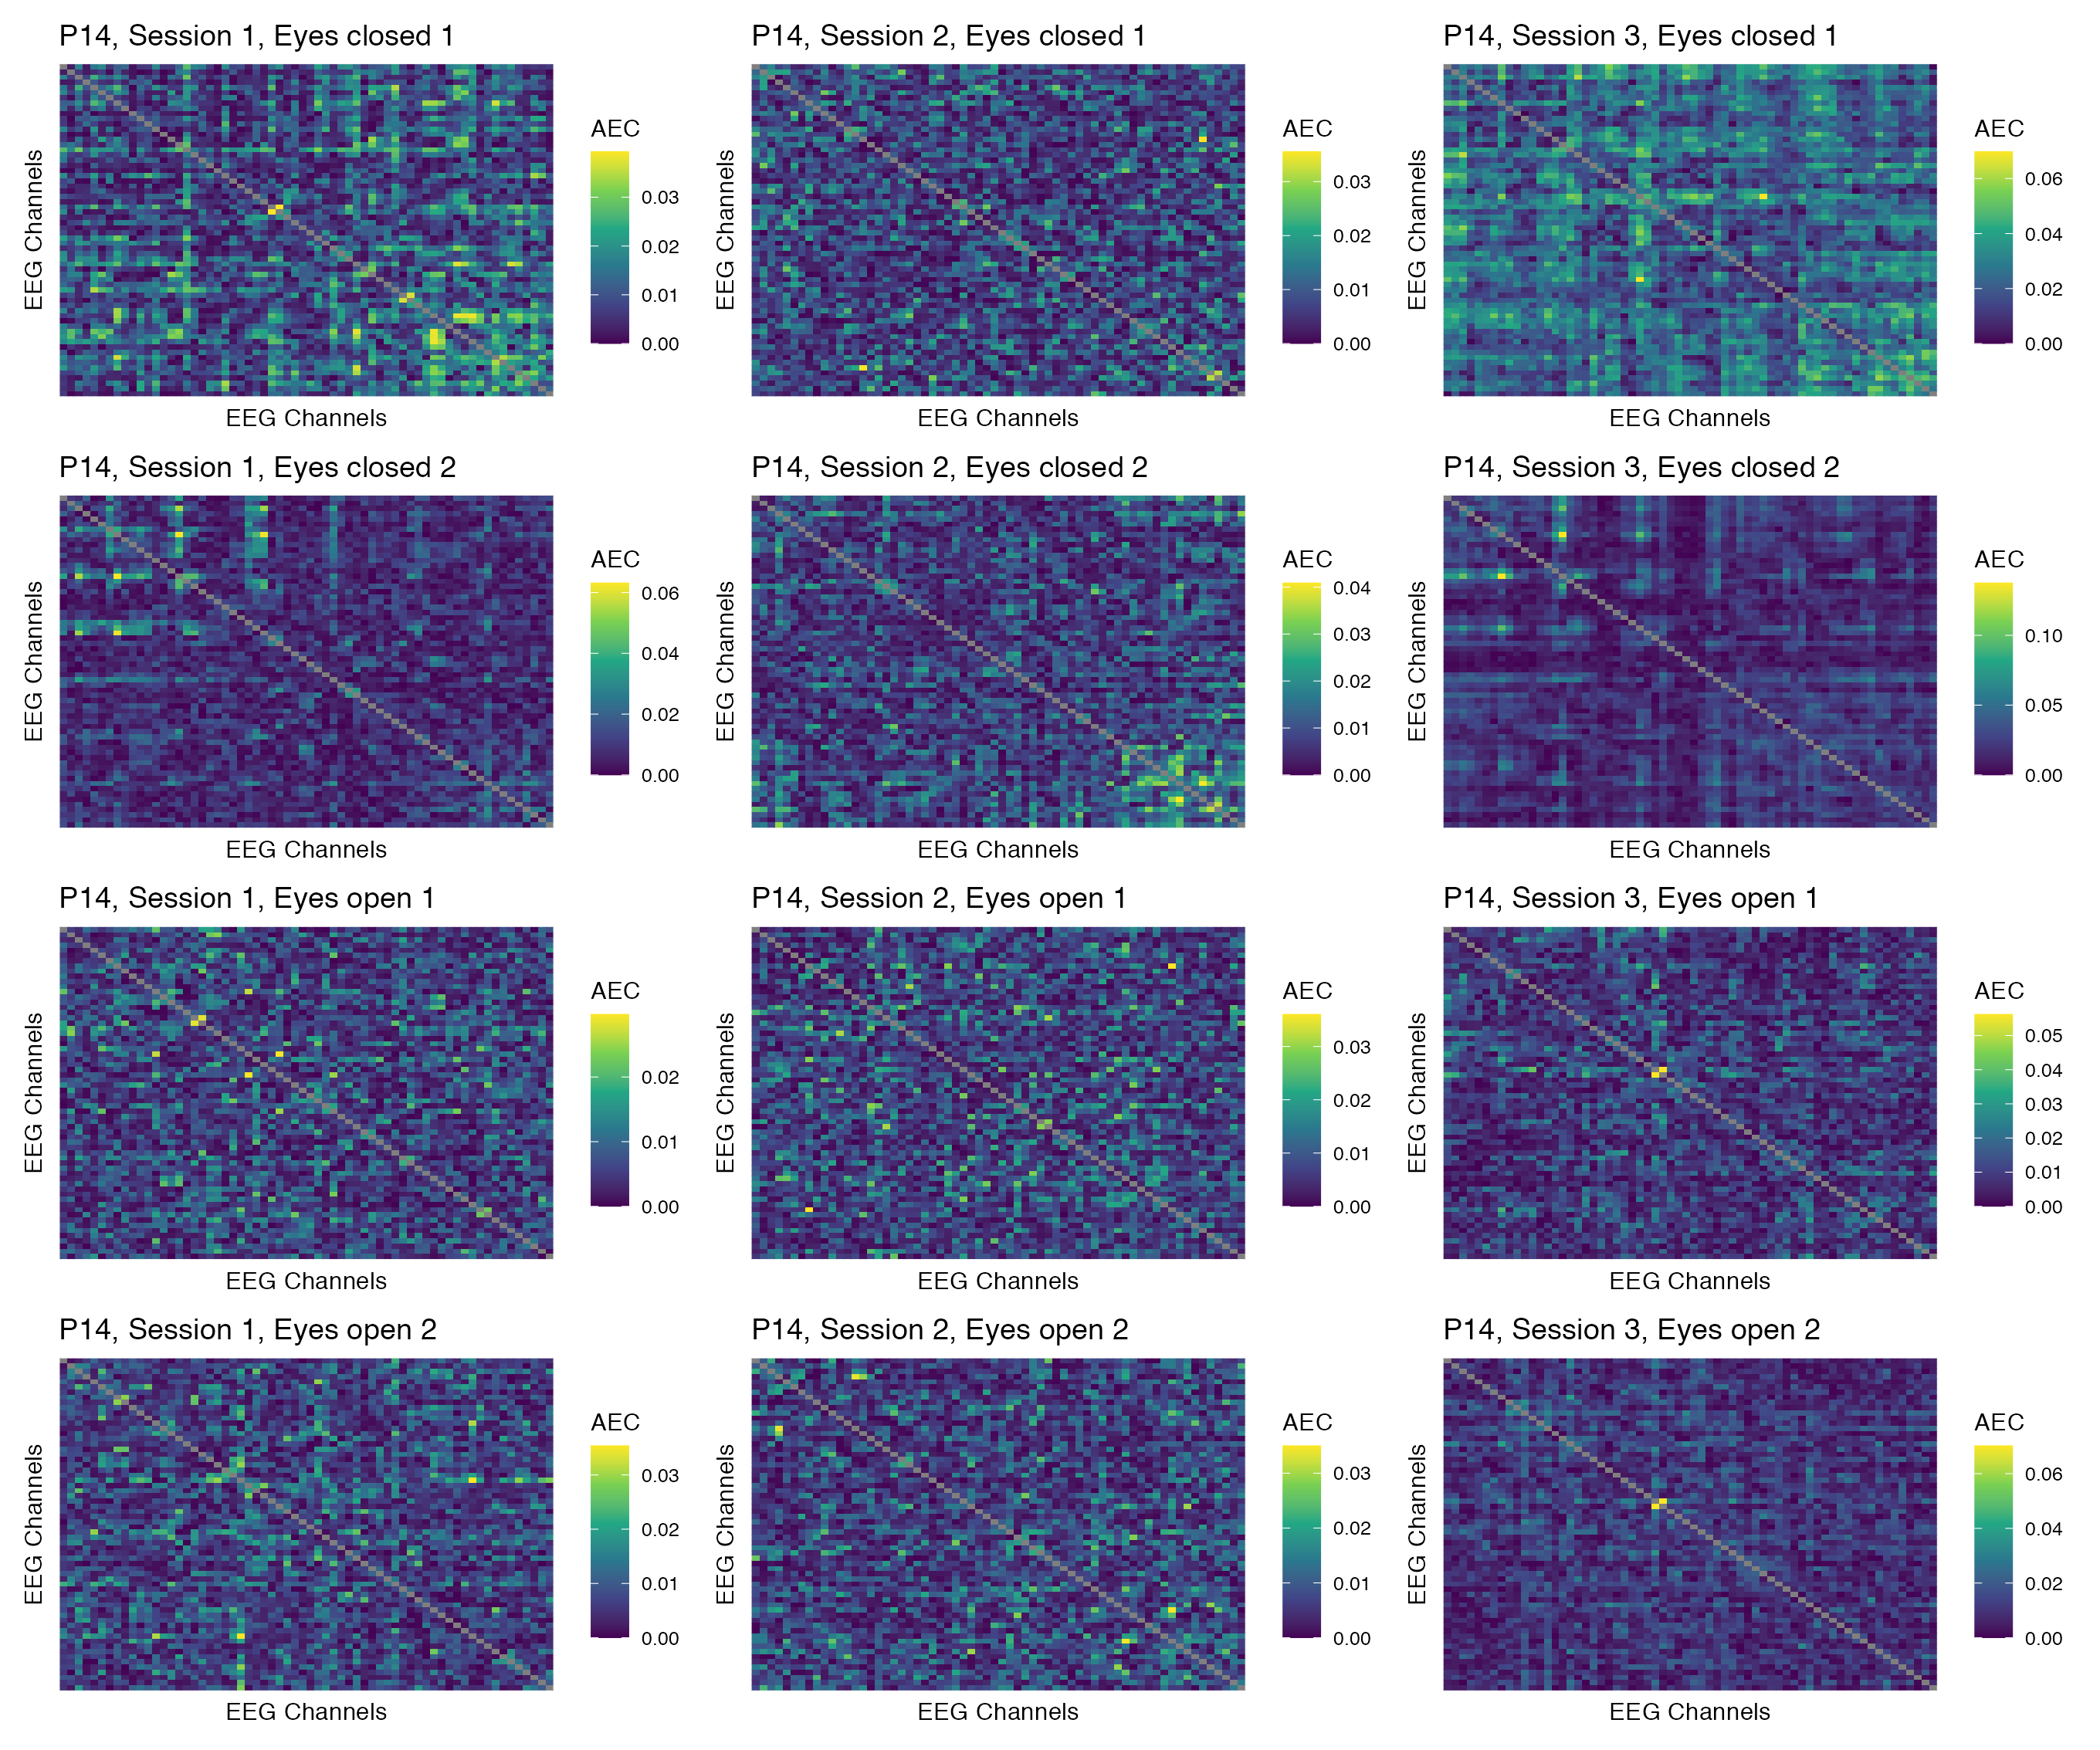 P14, Session 1, Eyes closed 1
EEG Channels
EEG Channels
AEC
0.03
0.02
0.01
0.00
P14, Session 2, Eyes closed 1
EEG Channels
EEG Channels
AEC
0.03
0.02
0.01
0.00
P14, Session 3, Eyes closed 1
EEG Channels
EEG Channels
AEC
0.06
0.04
0.02
0.00
P14, Session 1, Eyes closed 2
EEG Channels
EEG Channels
AEC
0.06
0.04
0.02
0.00
P14, Session 2, Eyes closed 2
EEG Channels
EEG Channels
AEC
0.04
0.03
0.02
0.01
0.00
P14, Session 3, Eyes closed 2
EEG Channels
EEG Channels
AEC
0.10
0.05
0.00
P14, Session 1, Eyes open 1
EEG Channels
EEG Channels
AEC
0.02
0.01
0.00
P14, Session 2, Eyes open 1
EEG Channels
EEG Channels
AEC
0.03
0.02
0.01
0.00
P14, Session 3, Eyes open 1
EEG Channels
EEG Channels
AEC
0.05
0.04
0.03
0.02
0.01
0.00
P14, Session 1, Eyes open 2
EEG Channels
EEG Channels
AEC
0.03
0.02
0.01
0.00
P14, Session 2, Eyes open 2
EEG Channels
EEG Channels
AEC
0.03
0.02
0.01
0.00
P14, Session 3, Eyes open 2
EEG Channels
EEG Channels
AEC
0.06
0.04
0.02
0.00